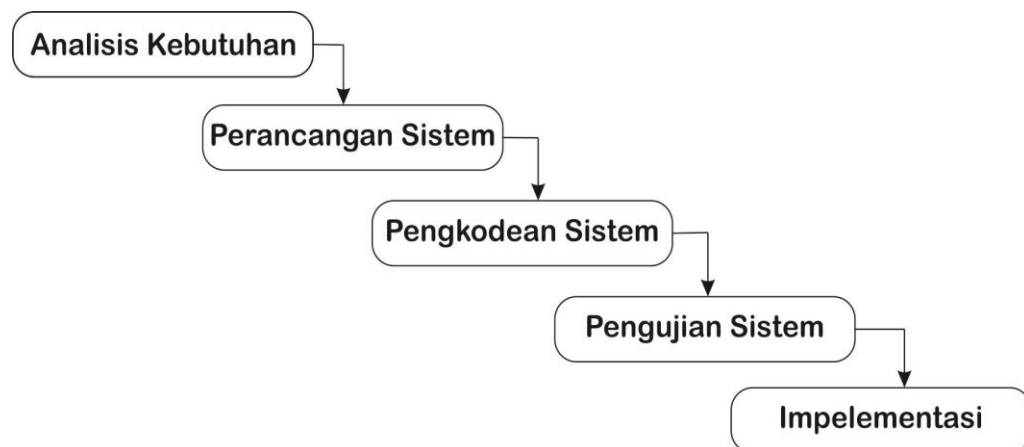 Analisis Kebutuhan
Perancangan Sistem
Pengkodean Sistem
Pengujian Sistem
Impelementasi